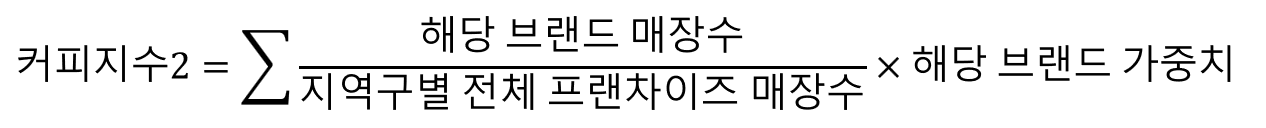 커피지수2 = ∑ 해당 브랜드 매장수 / 지역구별 전체 프랜차이즈 매장수 × 해당 브랜드 가중치